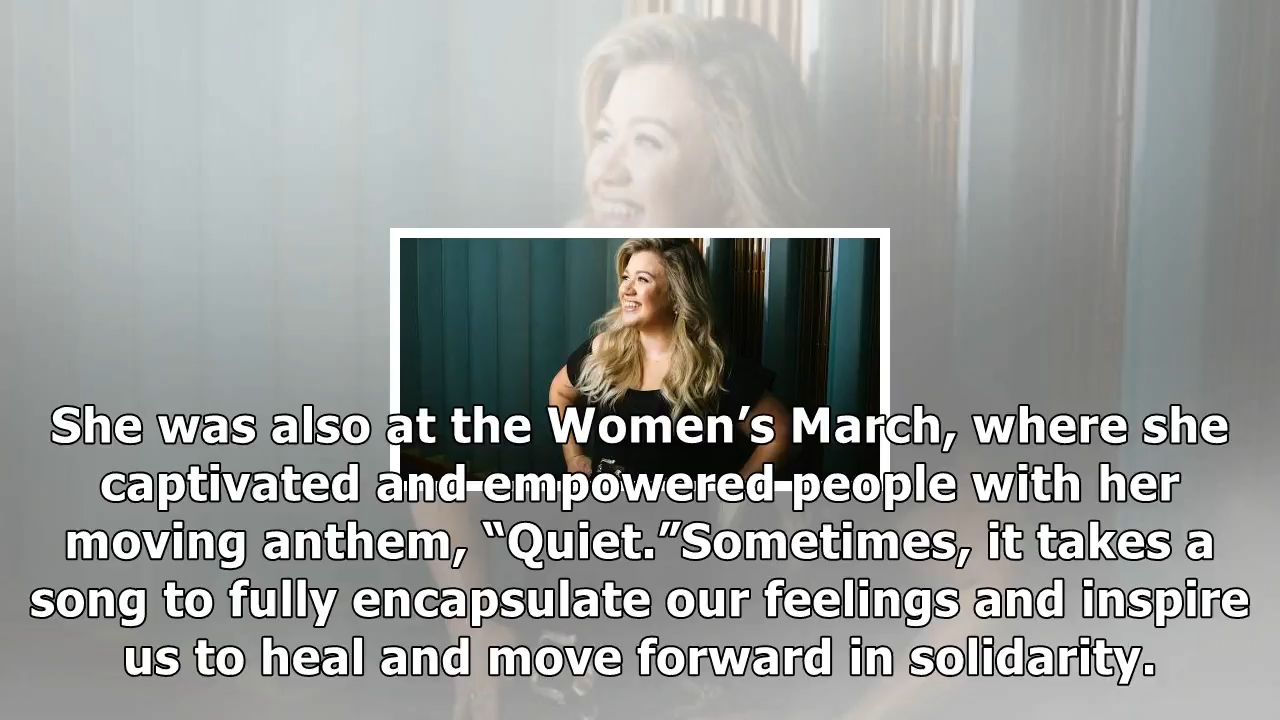 She was also at the Women’s March, where she
captivated and empowered people with her
moving anthem, “Quiet.”Sometimes, it takes a
song to fully encapsulate our feelings and inspire
us to heal and move forward in solidarity.